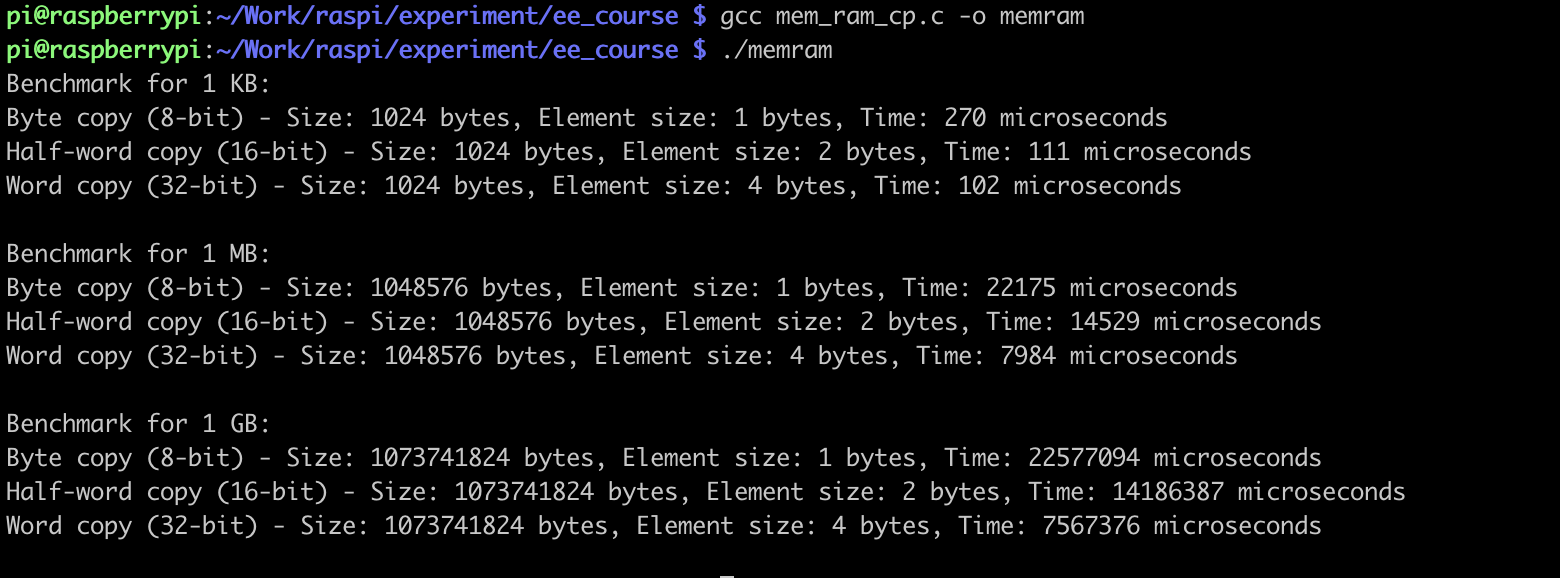 pi@raspberrypi:~/Work/raspi/experiment/ee_course $ gcc mem_ram_cp.c -o memram
pi@raspberrypi:~/Work/raspi/experiment/ee_course $ ./memram
Benchmark for 1 KB:
Byte copy (8-bit) - Size: 1024 bytes, Element size: 1 bytes, Time: 270 microseconds
Half-word copy (16-bit) - Size: 1024 bytes, Element size: 2 bytes, Time: 111 microseconds
Word copy (32-bit) - Size: 1024 bytes, Element size: 4 bytes, Time: 102 microseconds

Benchmark for 1 MB:
Byte copy (8-bit) - Size: 1048576 bytes, Element size: 1 bytes, Time: 22175 microseconds
Half-word copy (16-bit) - Size: 1048576 bytes, Element size: 2 bytes, Time: 14529 microseconds
Word copy (32-bit) - Size: 1048576 bytes, Element size: 4 bytes, Time: 7984 microseconds

Benchmark for 1 GB:
Byte copy (8-bit) - Size: 1073741824 bytes, Element size: 1 bytes, Time: 22577094 microseconds
Half-word copy (16-bit) - Size: 1073741824 bytes, Element size: 2 bytes, Time: 14186387 microseconds
Word copy (32-bit) - Size: 1073741824 bytes, Element size: 4 bytes, Time: 7567376 microseconds